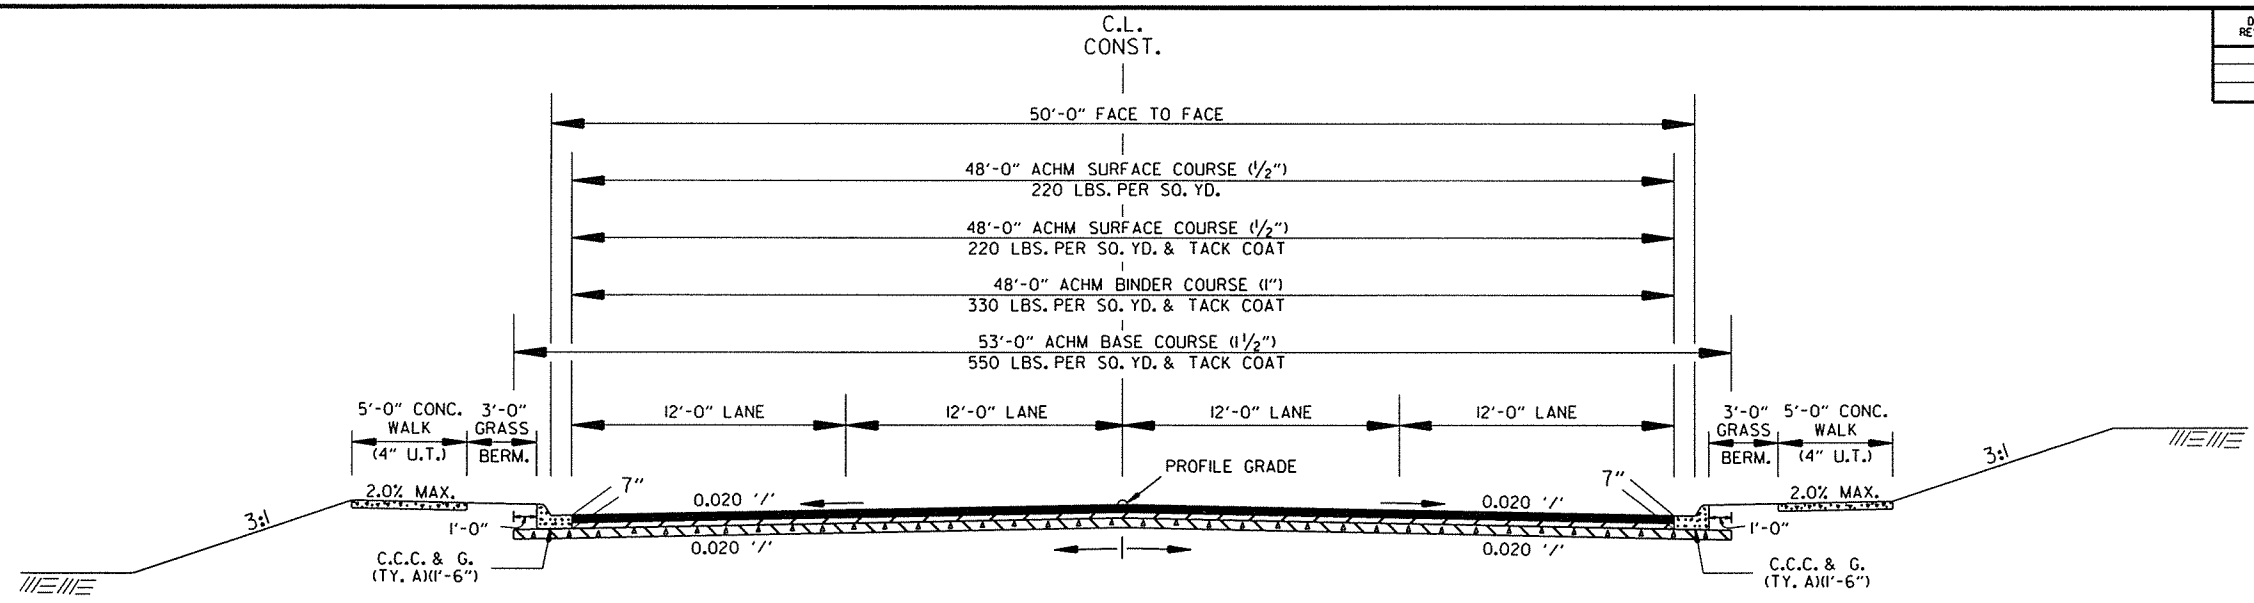 C.L.
CONST.
D
RE
50'-0" FACE TO FACE
48'-0" ACHM SURFACE COURSE (1/2")
220 LBS. PER SQ. YD.
48'-0" ACHM SURFACE COURSE (1/2")
220 LBS. PER SQ. YD. & TACK COAT
48'-0" ACHM BINDER COURSE (1")
330 LBS. PER SQ. YD. & TACK COAT
53'-0" ACHM BASE COURSE (1 1/2")
550 LBS. PER SQ. YD. & TACK COAT
5'-0" CONC.
WALK
(4" U.T.)
3'-0"
GRASS
BERM.
12'-0" LANE
12'-0" LANE
12'-0" LANE
12'-0" LANE
3'-0"
GRASS
BERM.
5'-0" CONC.
WALK
(4" U.T.)
PROFILE GRADE
3:1
2.0% MAX.
7"
0.020 '/'
0.020 '/'
7"
2.0% MAX.
3:1
1'-0"
1'-0"
0.020 '/'
0.020 '/'
C.C.C. & G.
(TY. A)(1'-6")
C.C.C. & G.
(TY. A)(1'-6")